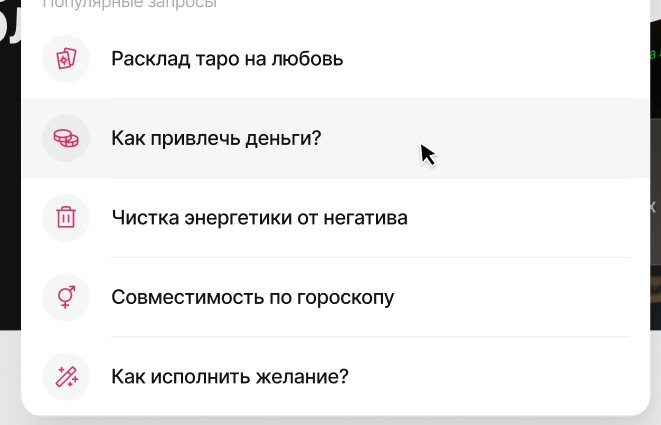 Популярные запросы
Расклад таро на любовь
Как привлечь деньги?
Чистка энергетики от негатива
Совместимость по гороскопу
Как исполнить желание?